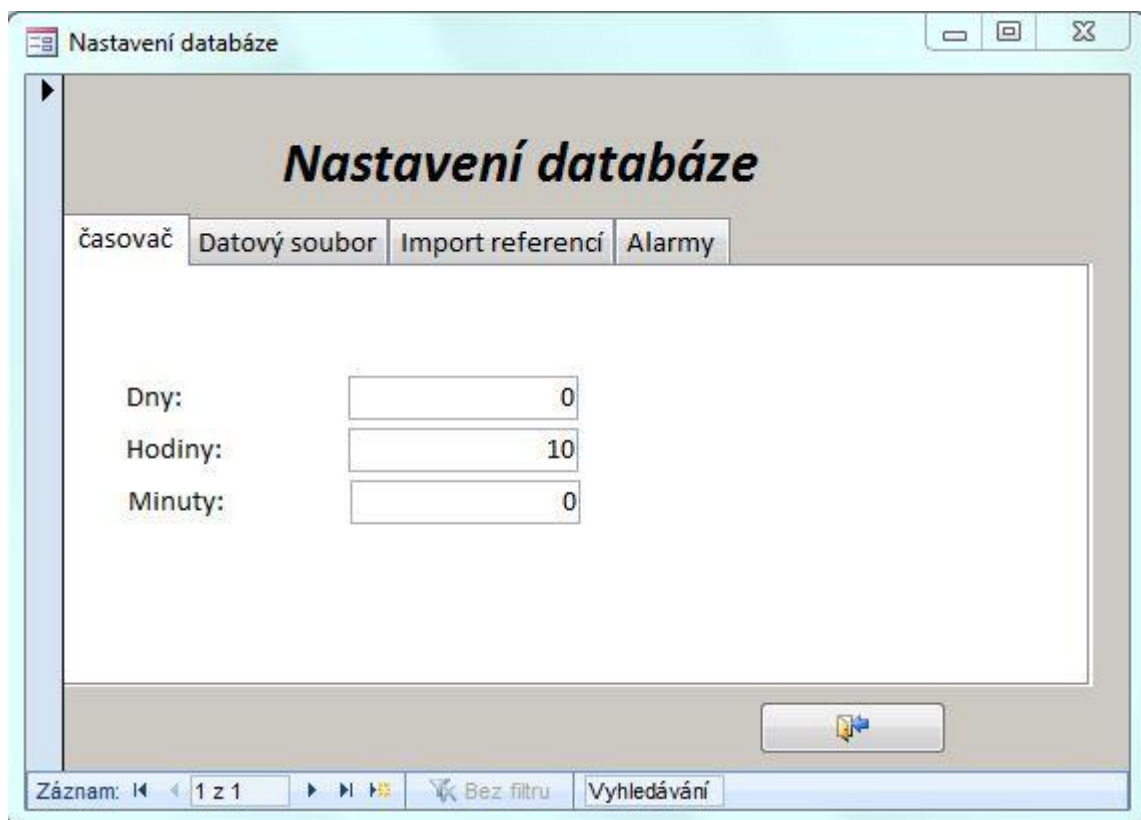 Nastavení databáze
Nastavení databáze
časovač Datový soubor Import referencí Alarmy
Dny: 0
Hodiny: 10
Minuty: 0
Záznam: 1 z 1 Bez filtru Vyhledávání